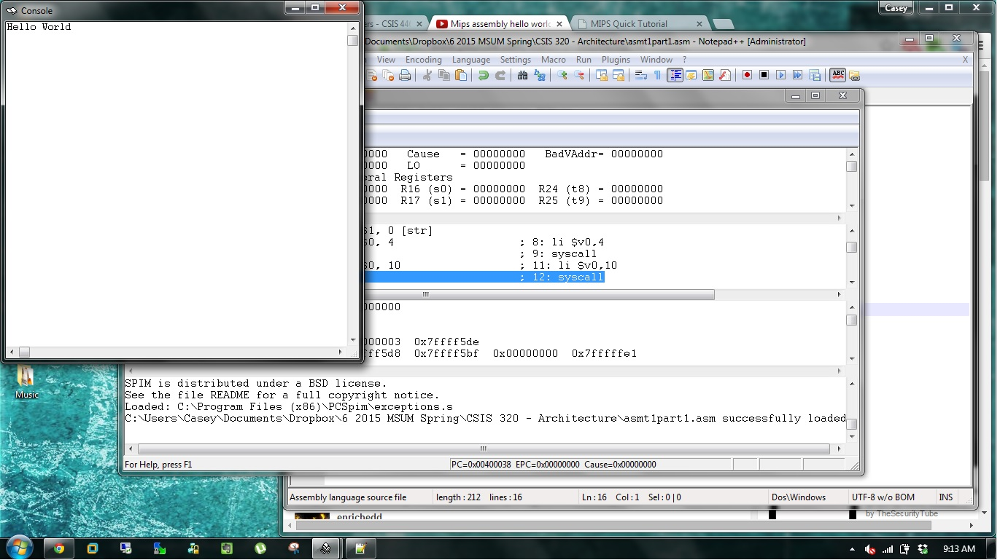 Console
Hello World
rs - CSIS 44
Mips assembly hello worl
MIPS Quick Tutorial
Casey
Documents\Dropbox\6 2015 MSUM Spring\CSIS 320 - Architecture\asmt1part1.asm - Notepad++ [Administrator]
View Encoding Language Settings Macro Run Plugins Window ? X
0000 Cause = 00000000 BadVAddr= 00000000
0000 LO = 00000000
eral Registers
0000 R16 (s0) = 00000000 R24 (t8) = 00000000
0000 R17 (s1) = 00000000 R25 (t9) = 00000000
$1, 0 [str]
$0, 4 ; 8: li $v0,4
; 9: syscall
$0, 10 ; 11: li $v0,10
; 12: syscall
000000
000003 0x7ffff5de
fff5d8 0x7ffff5bf 0x00000000 0x7fffffe1
SPIM is distributed under a BSD license.
See the file README for a full copyright notice.
Loaded: C:\Program Files (x86)\PCSpim\exceptions.s
C:\Users\Casey\Documents\Dropbox\6 2015 MSUM Spring\CSIS 320 - Architecture\asmt1part1.asm successfully loaded
For Help, press F1
PC=0x00400038 EPC=0x00000000 Cause=0x00000000
Music
Assembly language source file length : 212 lines : 16 Ln : 16 Col : 1 Sel : 0 | 0 Dos\Windows UTF-8 w/o BOM INS
enrichedd
by TheSecurityTube
9:13 AM